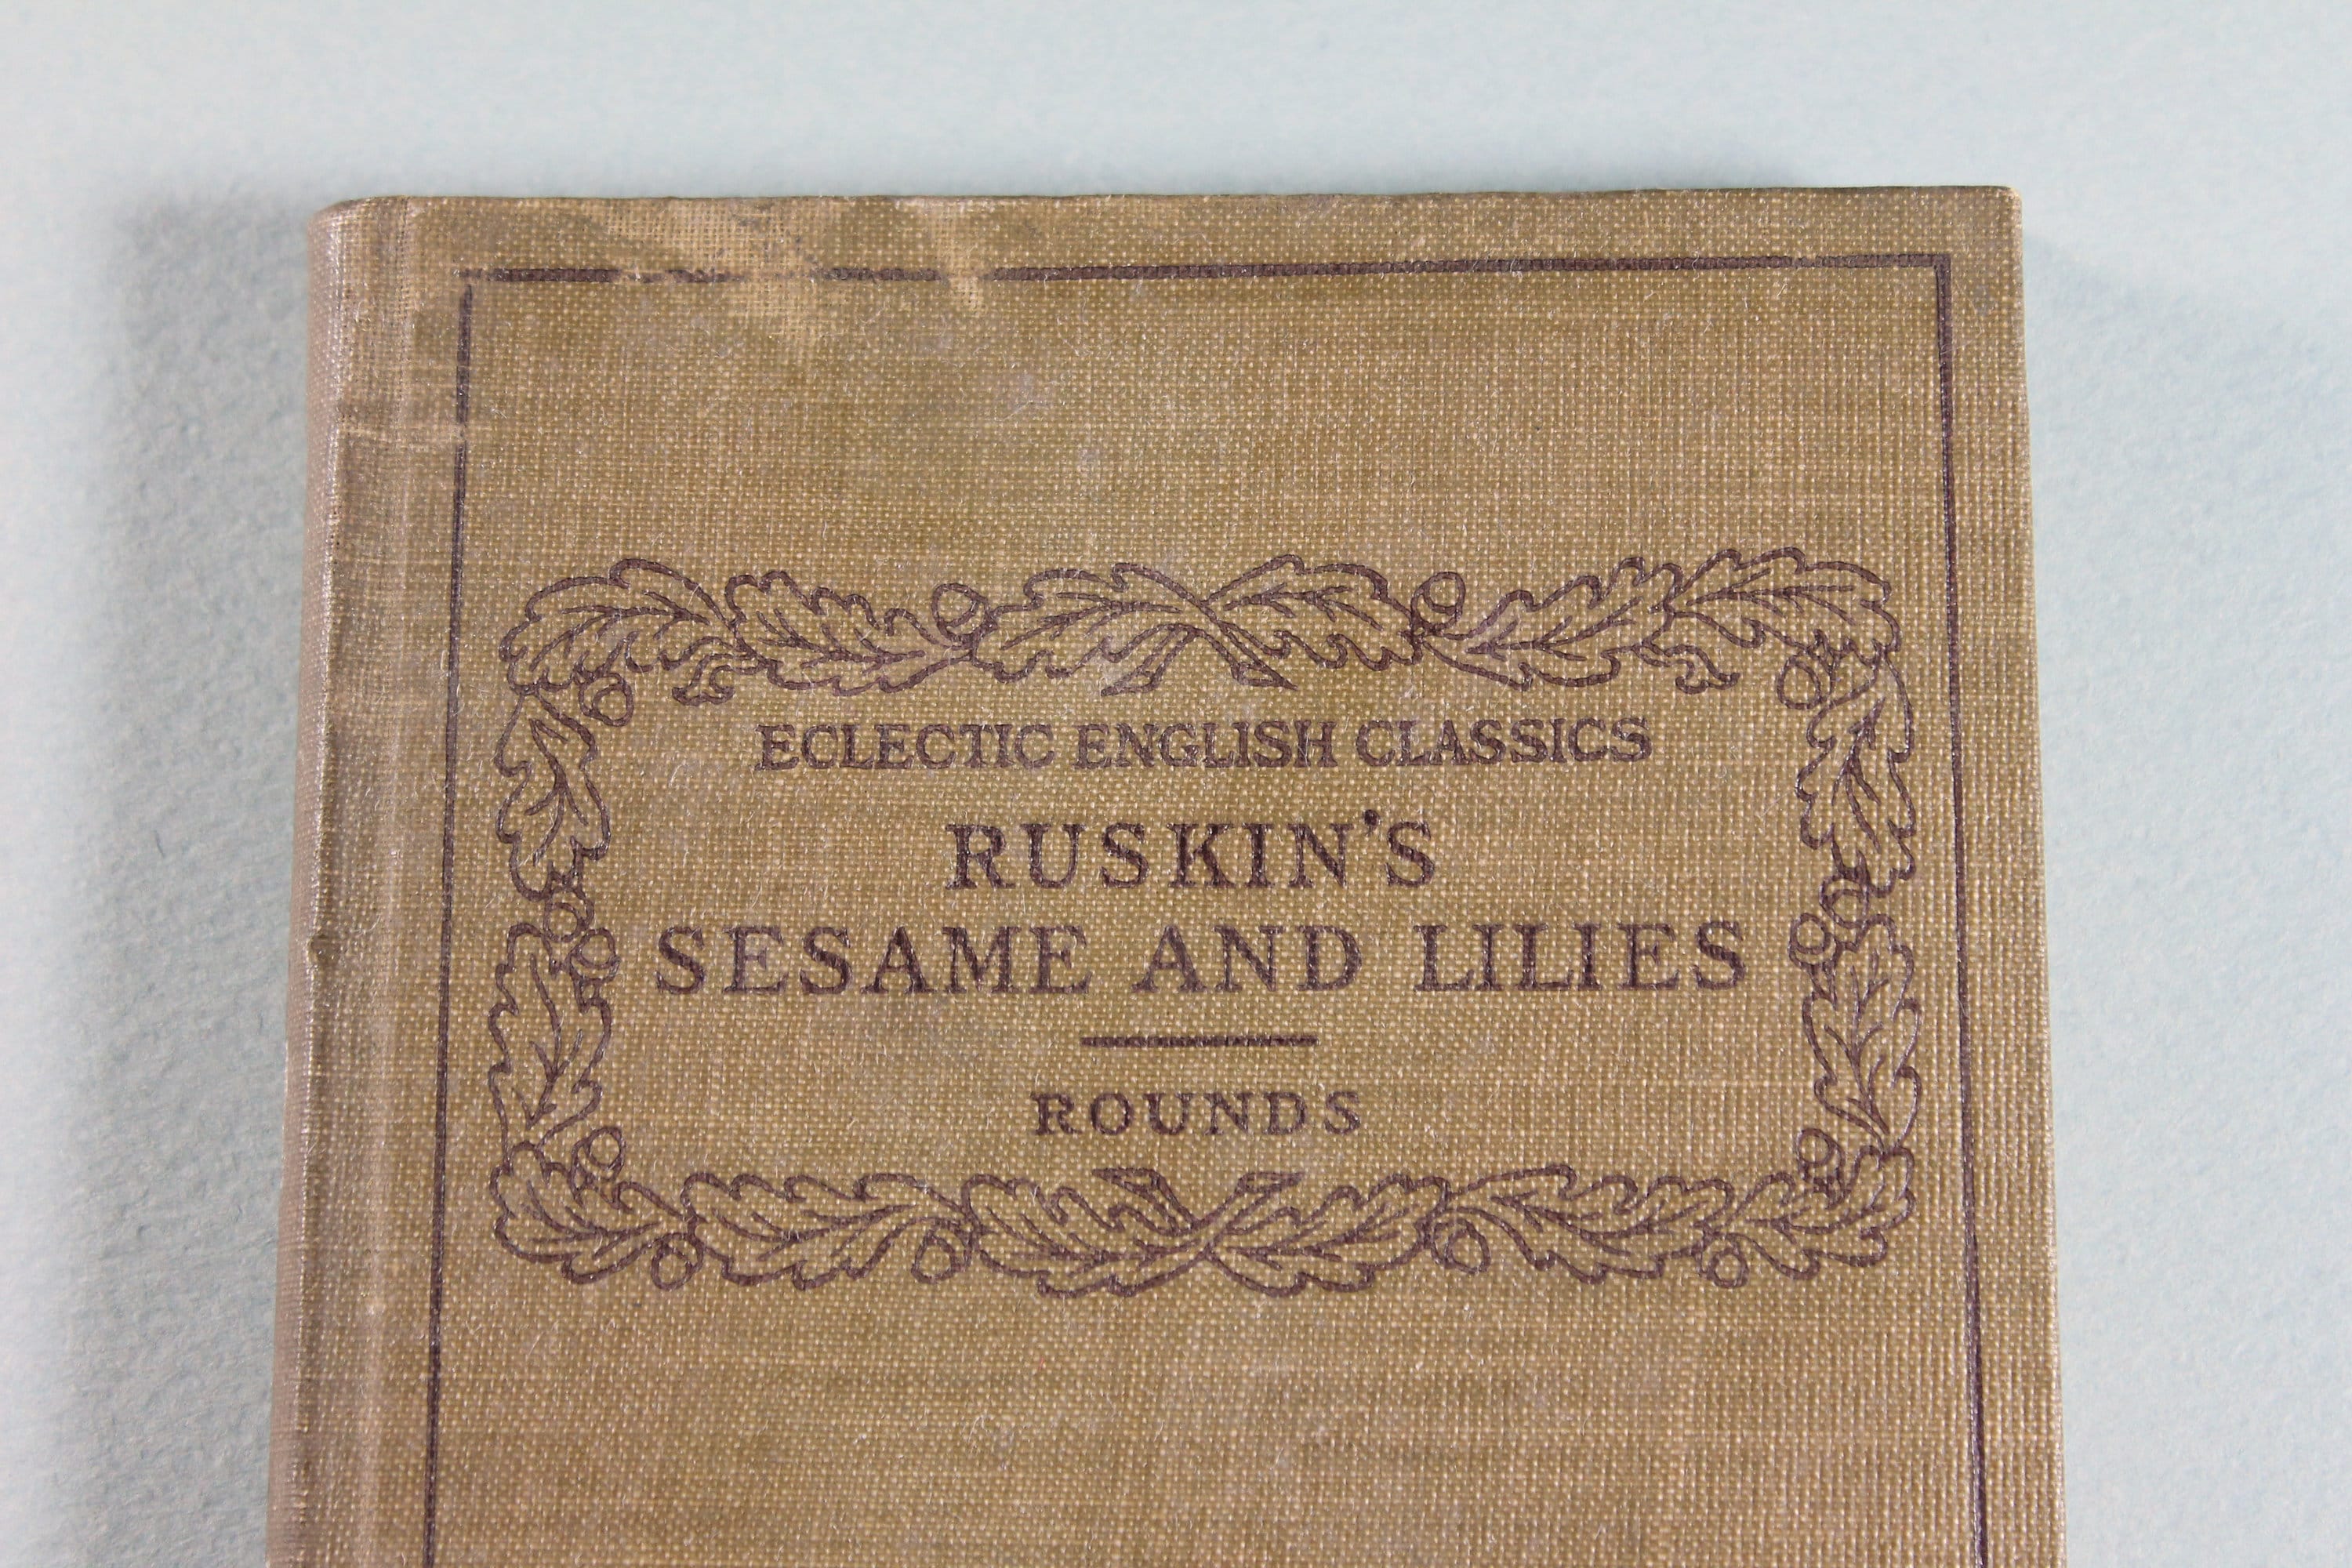 ECLECTIC ENGLISH CLASSICS
RUSKIN'S
SESAME AND LILIES
ROUNDS